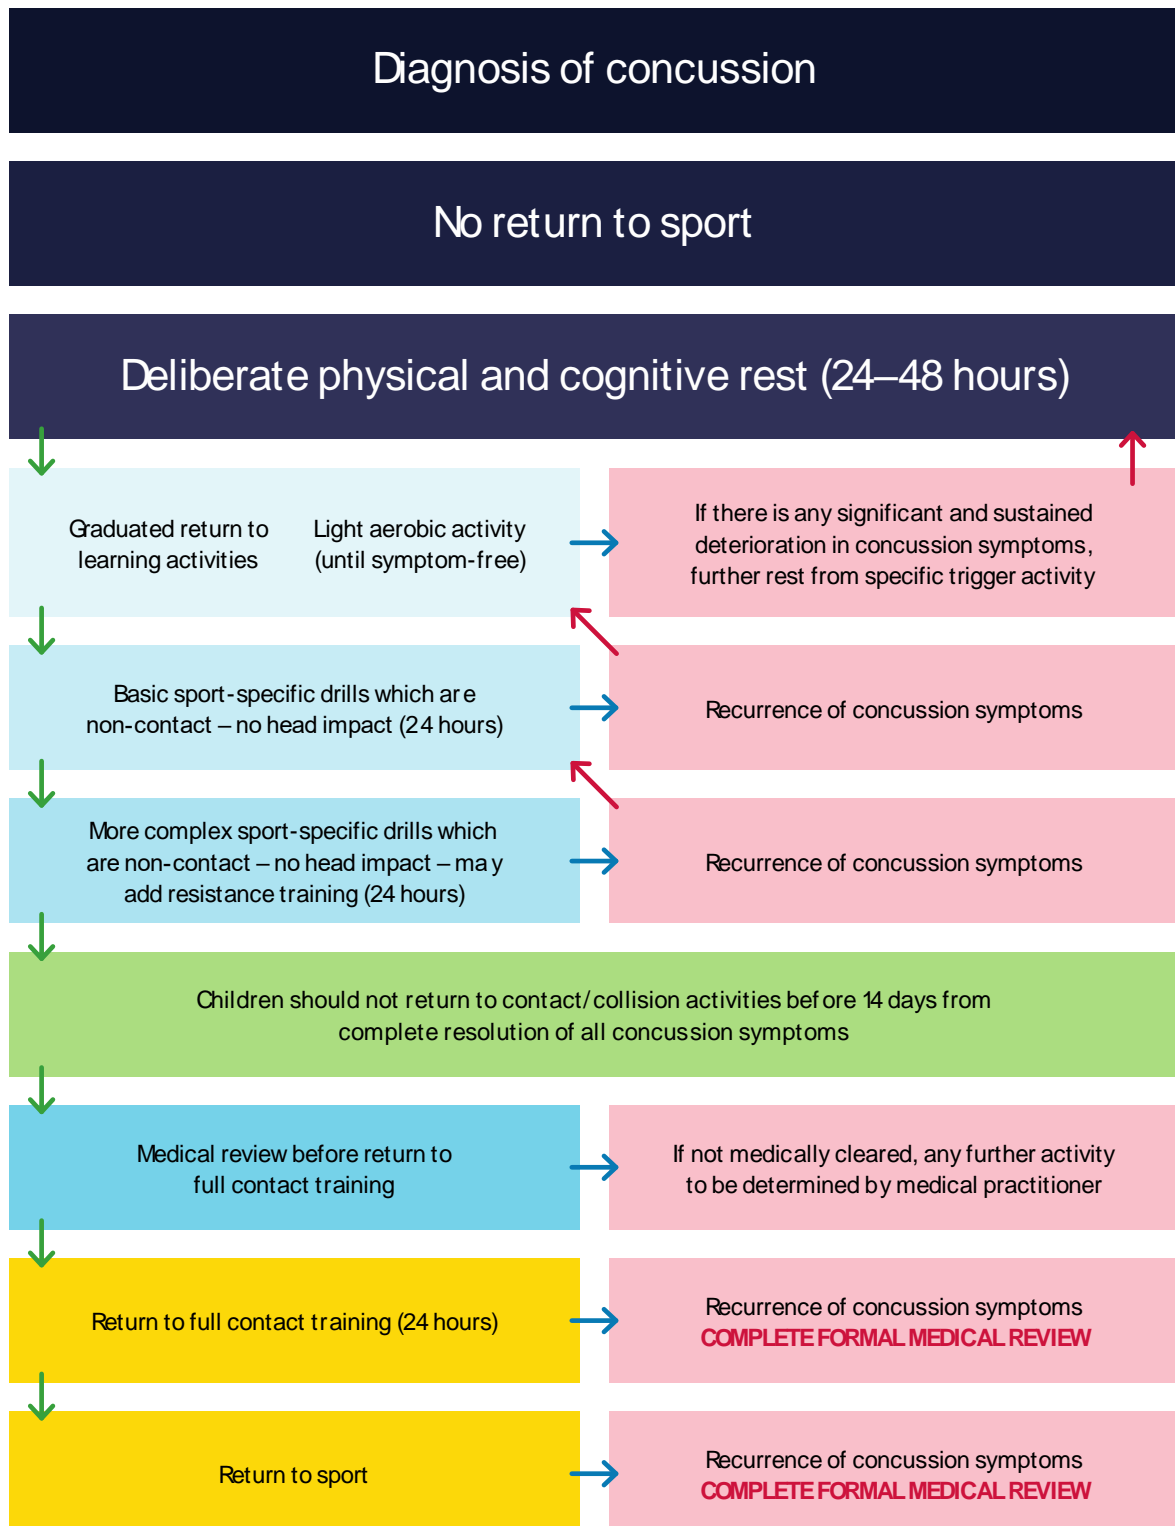 Diagnosis of concussion
No return to sport
Deliberate physical and cognitive rest (24–48 hours)
Graduated return to
learning activities
Light aerobic activity
(until symptom-free)
If there is any significant and sustained
deterioration in concussion symptoms,
further rest from specific trigger activity
Basic sport-specific drills which are
non-contact – no head impact (24 hours)
Recurrence of concussion symptoms
More complex sport-specific drills which
are non-contact – no head impact – may
add resistance training (24 hours)
Recurrence of concussion symptoms
Children should not return to contact/collision activities before 14 days from
complete resolution of all concussion symptoms
Medical review before return to
full contact training
If not medically cleared, any further activity
to be determined by medical practitioner
Return to full contact training (24 hours)
Recurrence of concussion symptoms
COMPLETE FORMAL MEDICAL REVIEW
Return to sport
Recurrence of concussion symptoms
COMPLETE FORMAL MEDICAL REVIEW